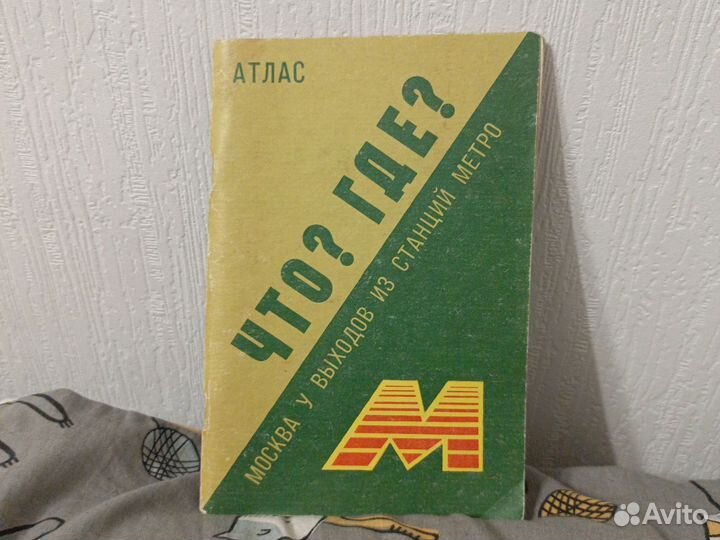 АТЛАС
ЧТО? ГДЕ?
МОСКВА У ВЫХОДОВ ИЗ СТАНЦИЙ МЕТРО
М
Avito